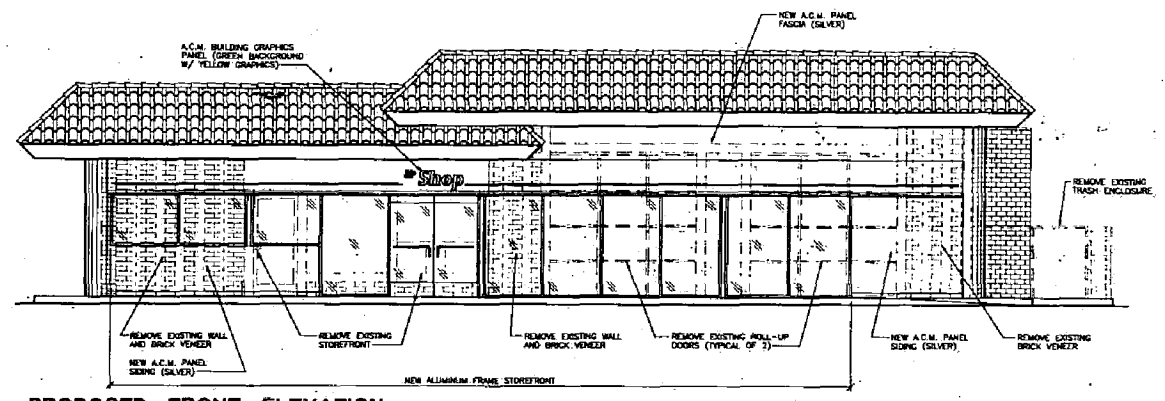 NEW A.C.M. PANEL
FASCIA (SILVER)
A.C.M. BUILDING GRAPHICS
PANEL (GREEN BACKGROUND
W/ YELLOW GRAPHICS)
Shop
REMOVE EXISTING
TRASH ENCLOSURE
REMOVE EXISTING WALL
AND BRICK VENEER
REMOVE EXISTING
STOREFRONT
REMOVE EXISTING WALL
AND BRICK VENEER
REMOVE EXISTING ROLL-UP
DOORS (TYPICAL OF 2)
NEW A.C.M. PANEL
SIDING (SILVER)
REMOVE EXISTING
BRICK VENEER
NEW A.C.M. PANEL
SIDING (SILVER)
NEW ALUMINUM FRAME STOREFRONT
PROPOSED FRONT ELEVATION